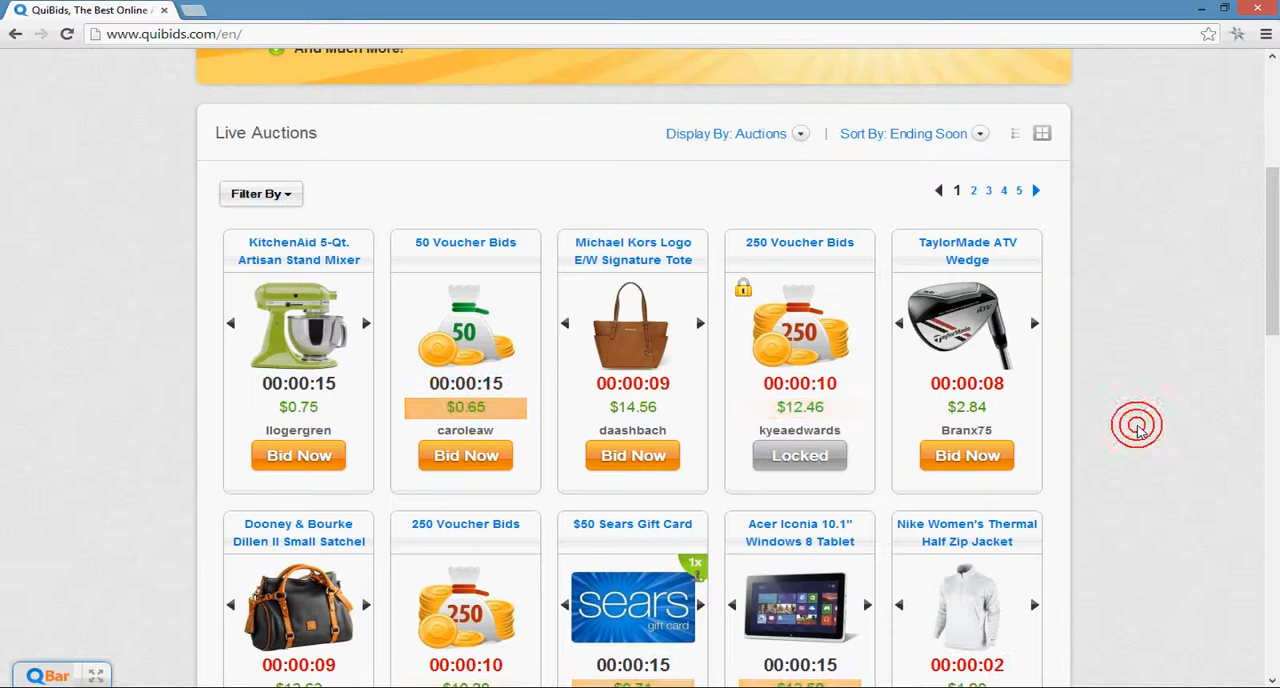 QuiBids, The Best Online
www.quibids.com/en/
And Much More!
Live Auctions
Display By: Auctions | Sort By: Ending Soon
Filter By
1 2 3 4 5
KitchenAid 5-Qt.
Artisan Stand Mixer
00:00:15
$0.75
llogergren
Bid Now
50 Voucher Bids
50
00:00:15
$0.65
caroleaw
Bid Now
Michael Kors Logo
E/W Signature Tote
00:00:09
$14.56
daashbach
Bid Now
250 Voucher Bids
250
00:00:10
$12.46
kyeaedwards
Locked
TaylorMade ATV
Wedge
00:00:08
$2.84
Branx75
Bid Now
Dooney & Bourke
Dillen II Small Satchel
00:00:09
250 Voucher Bids
250
00:00:10
$50 Sears Gift Card
1x
sears
gift card
00:00:15
Acer Iconia 10.1"
Windows 8 Tablet
00:00:15
Nike Women's Thermal
Half Zip Jacket
00:00:02
QBar